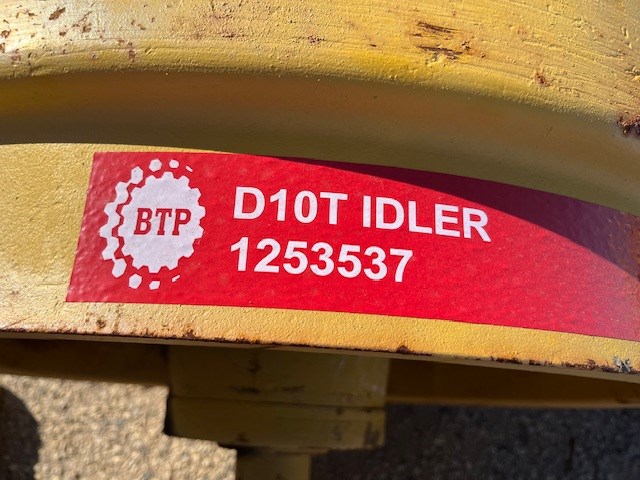 BTP
D10T IDLER
1253537